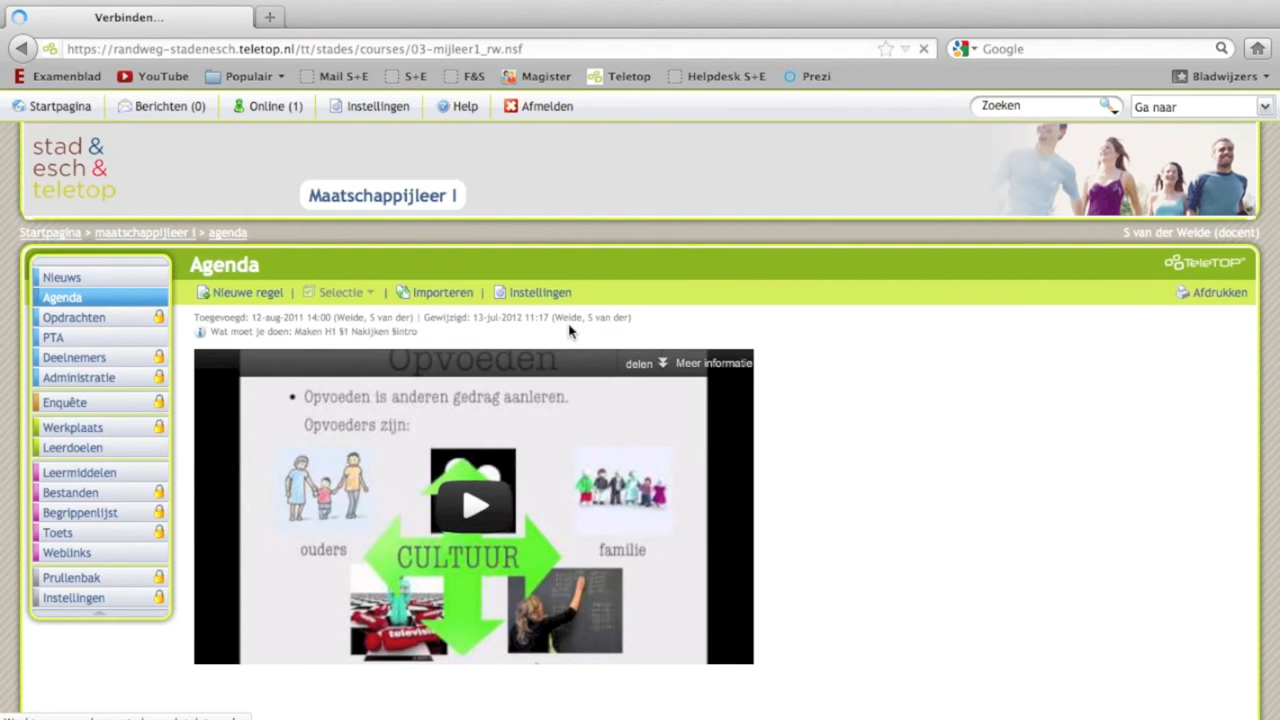 Verbinden...
https://randweg-stadenesch.teletop.nl/tt/stades/courses/03-mijleer1_rw.nsf
Google
Examenblad YouTube Populair Mail S+E S+E F&S Magister Teletop Helpdesk S+E Prezi Bladwijzers
Startpagina Berichten (0) Online (1) Instellingen Help Afmelden Zoeken Ga naar
stad &
esch &
teletop
Maatschappijleer I
Startpagina > maatschappijleer i > agenda
S van der Weide (docent)
Agenda
TeleTOP
Nieuwe regel | Selectie | Importeren | Instellingen
Afdrukken
Toegevoegd: 12-aug-2011 14:00 (Weide, S van der) | Gewijzigd: 13-jul-2012 11:17 (Weide, S van der)
Wat moet je doen: Maken H1 §1 Nakijken §intro
Nieuws
Agenda
Opdrachten
PTA
Deelnemers
Administratie
Enquête
Werkplaats
Leerdoelen
Leermiddelen
Bestanden
Begrippenlijst
Toets
Weblinks
Prullenbak
Instellingen
Opvoeden
delen Meer informatie
• Opvoeden is anderen gedrag aanleren.
Opvoeders zijn:
ouders
CULTUUR
familie
televisi